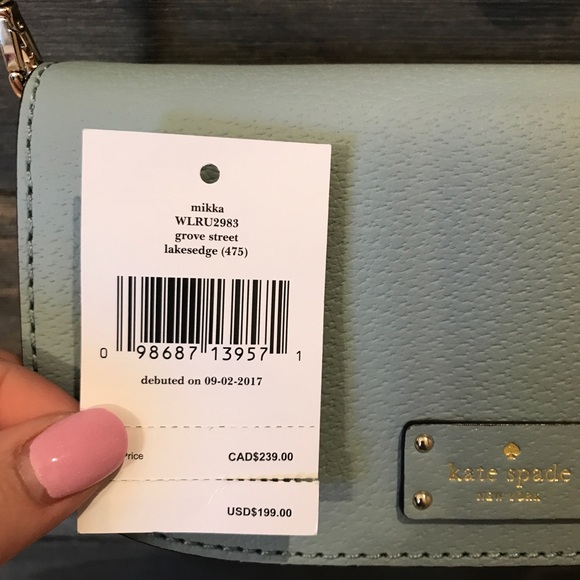 mikka
WLRU2983
grove street
lakesedge (475)
0 98687 13957 1
debuted on 09-02-2017
Price CAD$239.00
USD$199.00
kate spade
NEW YORK